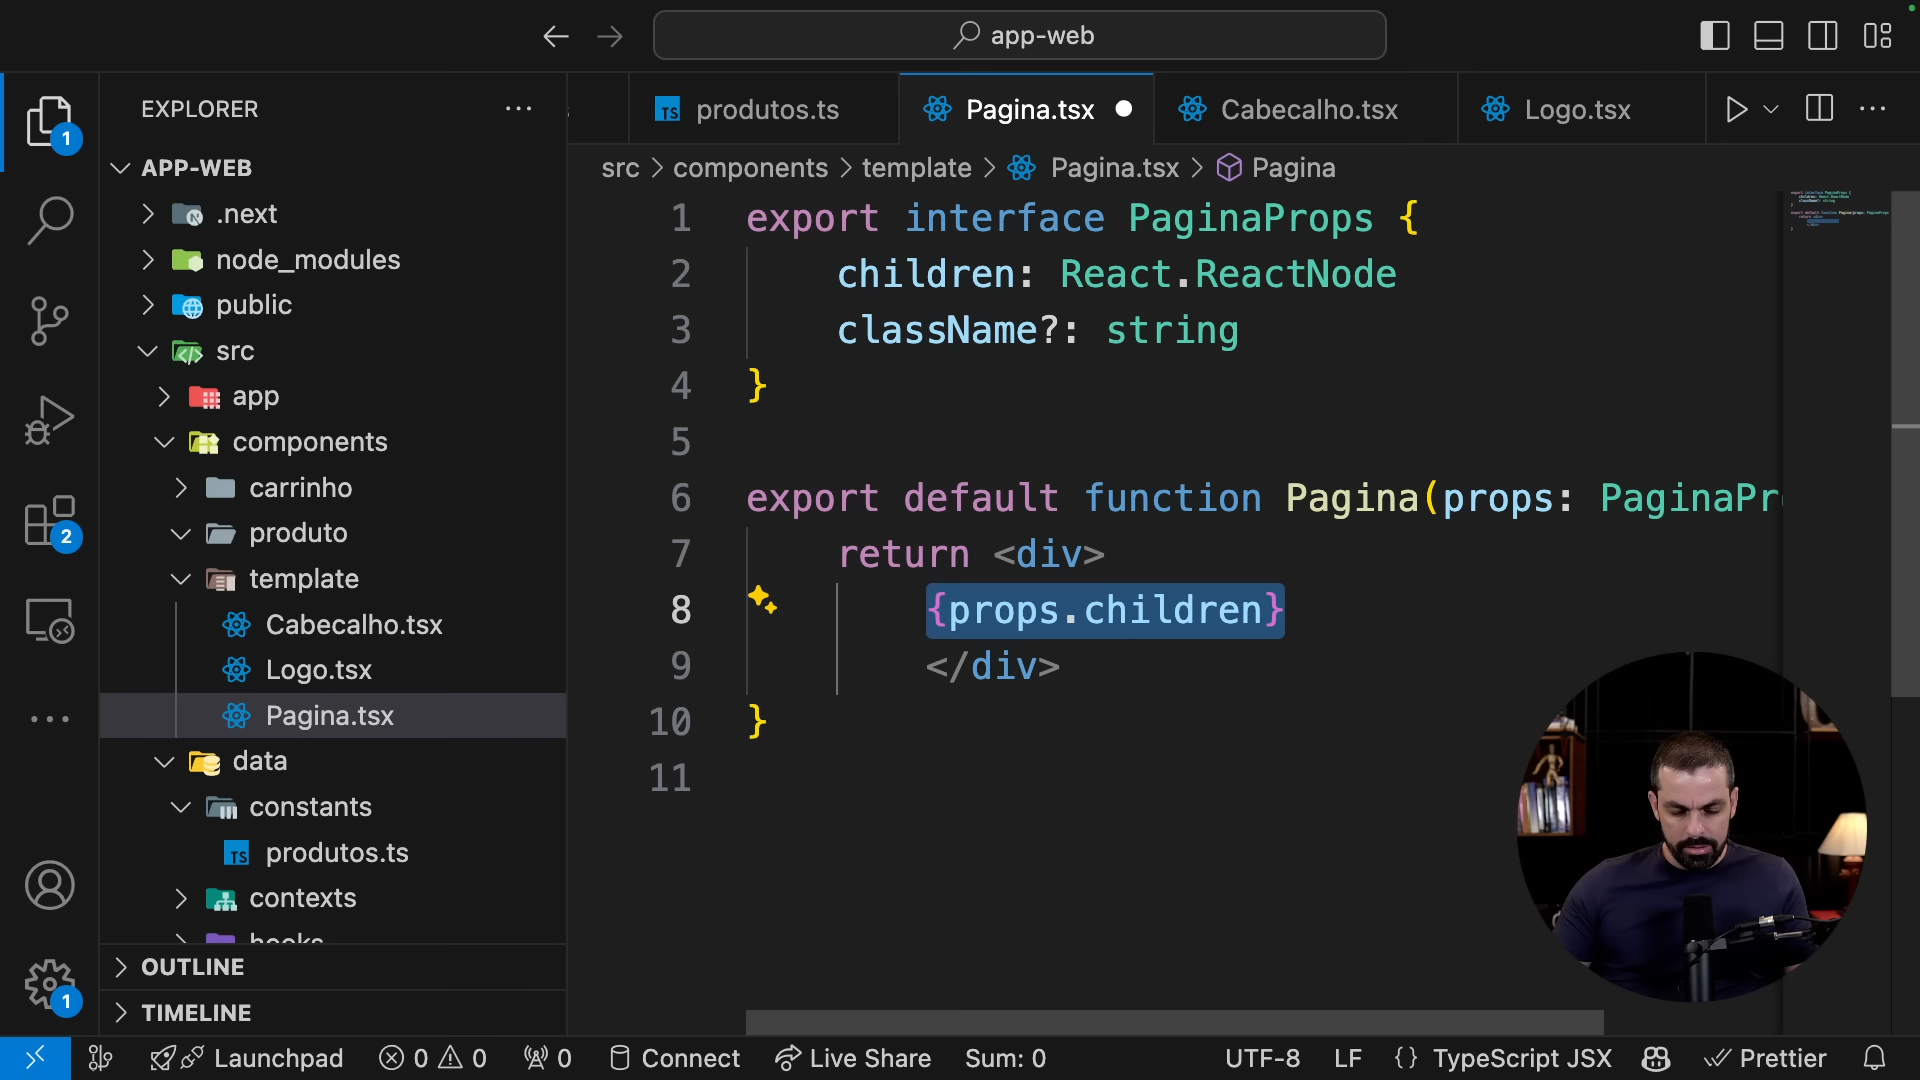 app-web
EXPLORER
produtos.ts
Pagina.tsx
Cabecalho.tsx
Logo.tsx
APP-WEB
src > components > template > Pagina.tsx > Pagina
.next
node_modules
public
src
app
components
carrinho
produto
template
Cabecalho.tsx
Logo.tsx
Pagina.tsx
data
constants
produtos.ts
contexts
hooks
OUTLINE
TIMELINE
1 export interface PaginaProps {
2 children: React.ReactNode
3 className?: string
4 }
5
6 export default function Pagina(props: PaginaPr
7 return <div>
8 {props.children}
9 </div>
10 }
11
1
2
1
Launchpad 0 0 0 Connect Live Share Sum: 0 UTF-8 LF {} TypeScript JSX Prettier